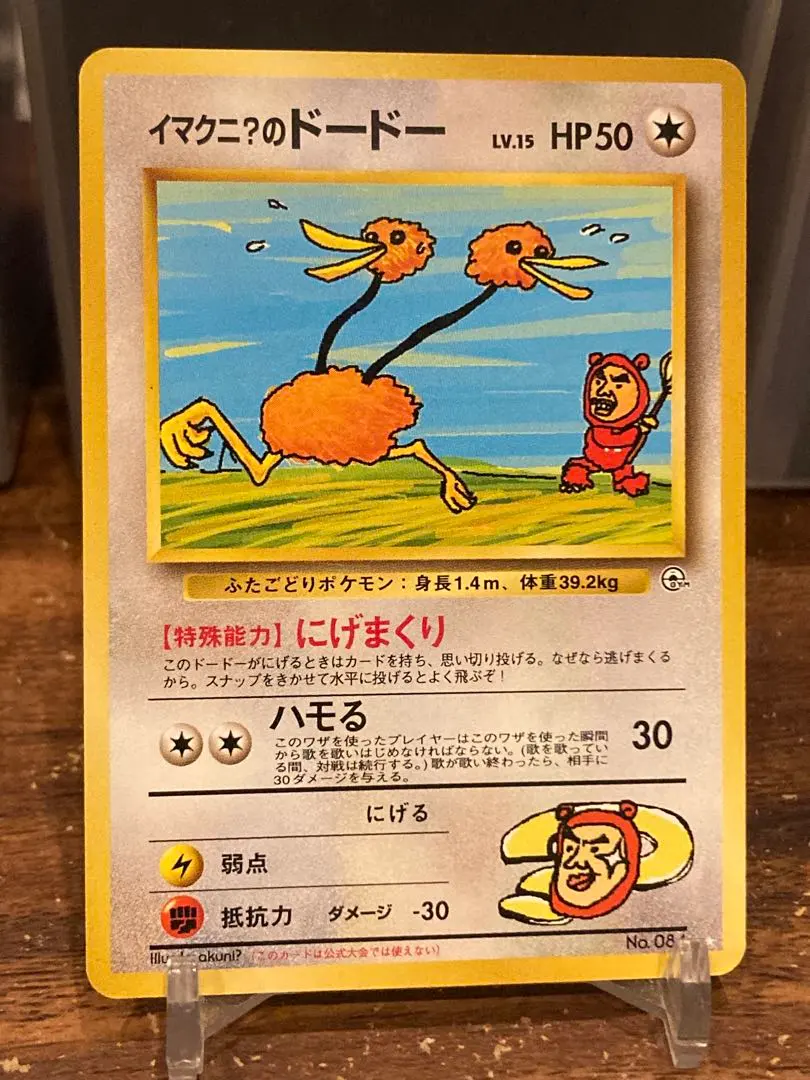 イマクニ?のドードー LV.15 HP50
ふたごどりポケモン：身長1.4m、体重39.2kg
GYM
【特殊能力】にげまくり
このドードーがにげるときはカードを持ち、思い切り投げる。なぜなら逃げまくる
から。スナップをきかせて水平に投げるとよく飛ぶぞ！
ハモる
このワザを使ったプレイヤーはこのワザを使った瞬間
から歌を歌いはじめなければならない。(歌を歌ってい
る間、対戦は続行する。)歌が歌い終わったら、相手に
30ダメージを与える。
30
にげる
弱点
抵抗力 ダメージ -30
No. 08
akuni? (このカードは公式大会では使えない)